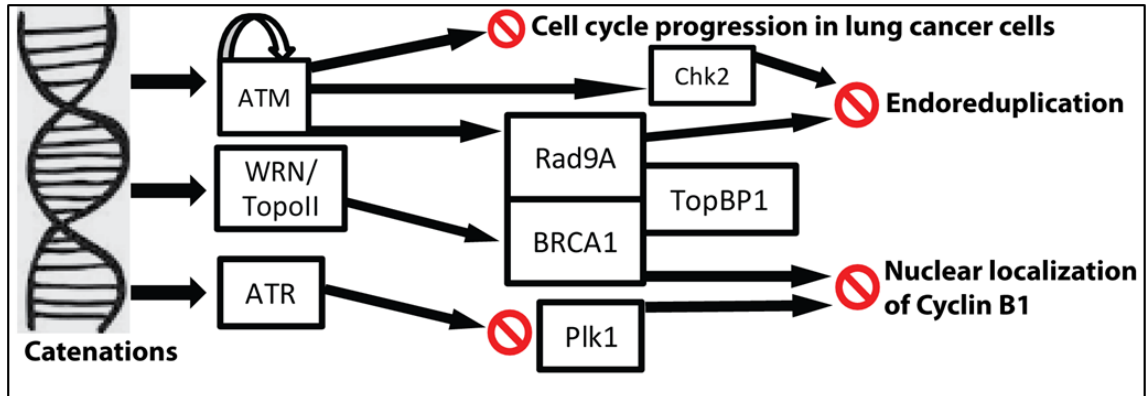 Cell cycle progression in lung cancer cells
ATM
Chk2
Endoreduplication
Rad9A
WRN/
TopoII
TopBP1
BRCA1
ATR
Nuclear localization
of Cyclin B1
Plk1
Catenations